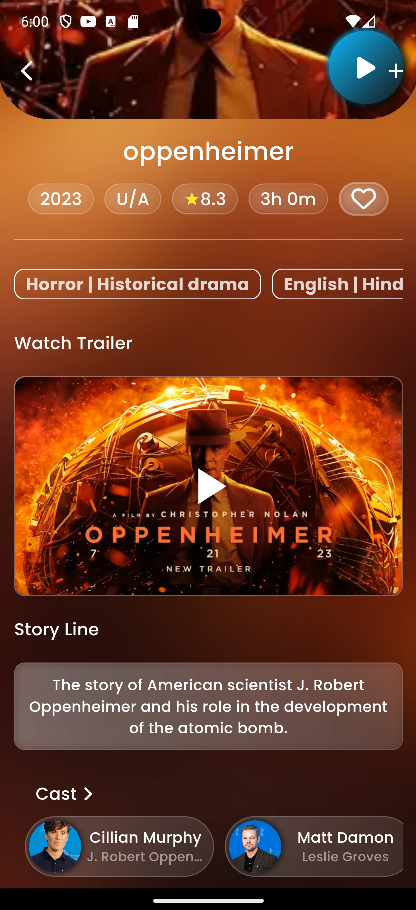 6:00
oppenheimer
2023 U/A 8.3 3h 0m
Horror | Historical drama English | Hind
Watch Trailer
A FILM BY CHRISTOPHER NOLAN
OPPENHEIMER
7 21 23
NEW TRAILER
Story Line
The story of American scientist J. Robert
Oppenheimer and his role in the development
of the atomic bomb.
Cast
Cillian Murphy Matt Damon
J. Robert Oppen... Leslie Groves